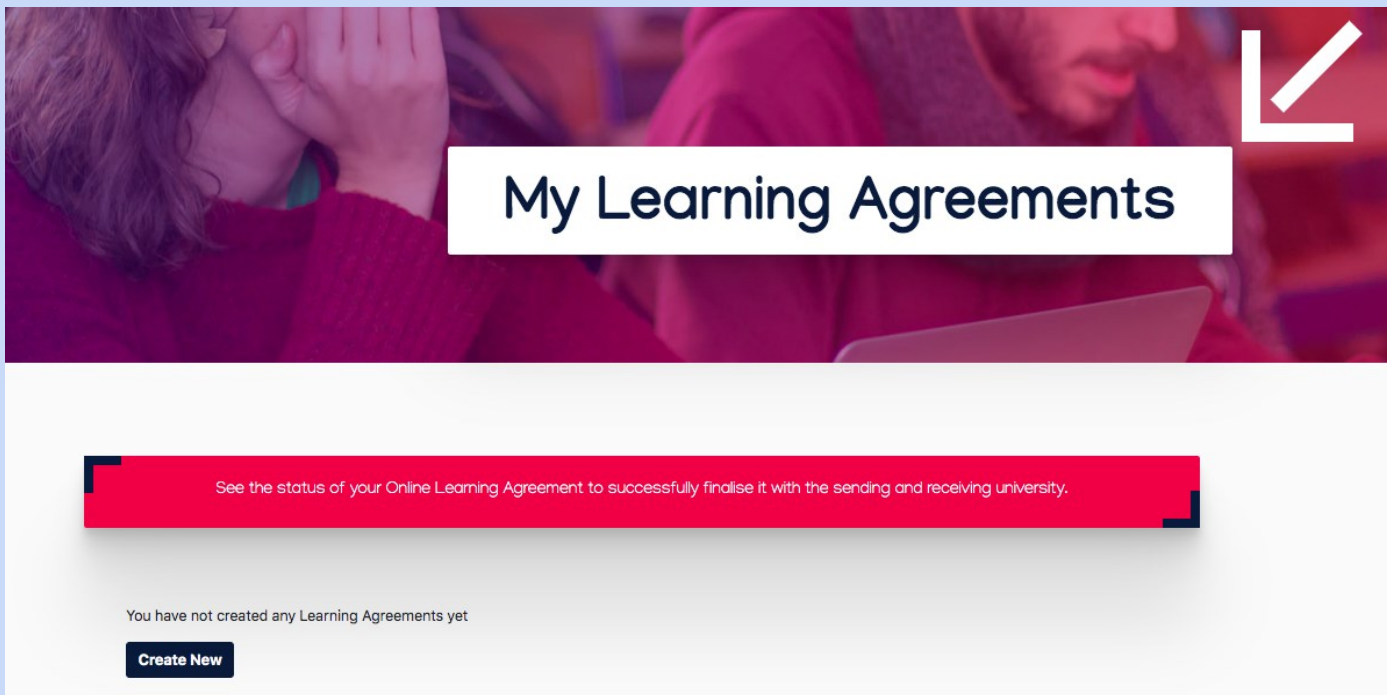 My Learning Agreements
See the status of your Online Learning Agreement to successfully finalise it with the sending and receiving university.
You have not created any Learning Agreements yet
Create New